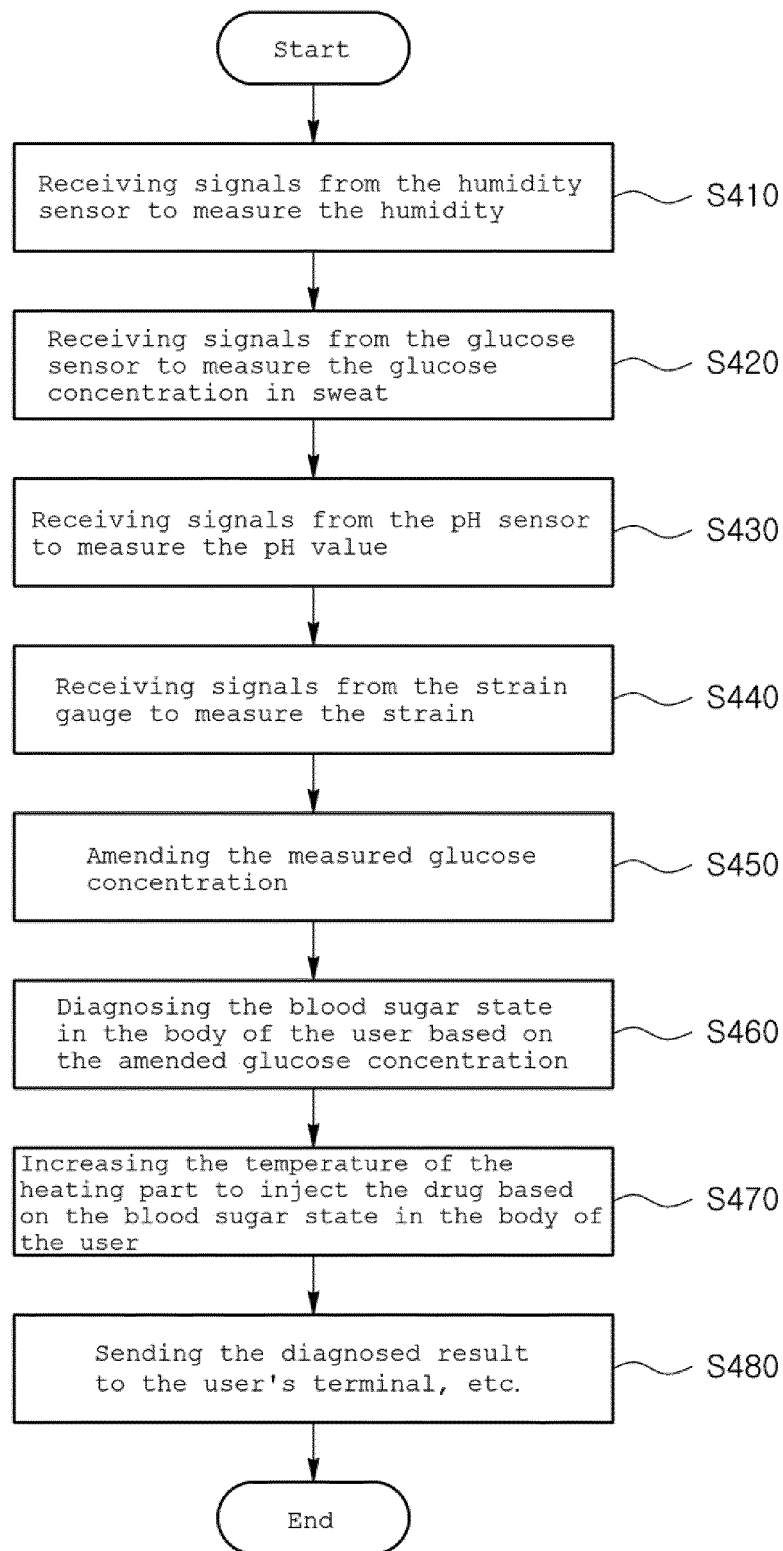 Start
Receiving signals from the humidity
sensor to measure the humidity
S410
Receiving signals from the glucose
sensor to measure the glucose
concentration in sweat
S420
Receiving signals from the pH sensor
to measure the pH value
S430
Receiving signals from the strain
gauge to measure the strain
S440
Amending the measured glucose
concentration
S450
Diagnosing the blood sugar state
in the body of the user based on
the amended glucose concentration
S460
Increasing the temperature of the
heating part to inject the drug based
on the blood sugar state in the body of
the user
S470
Sending the diagnosed result
to the user's terminal, etc.
S480
End